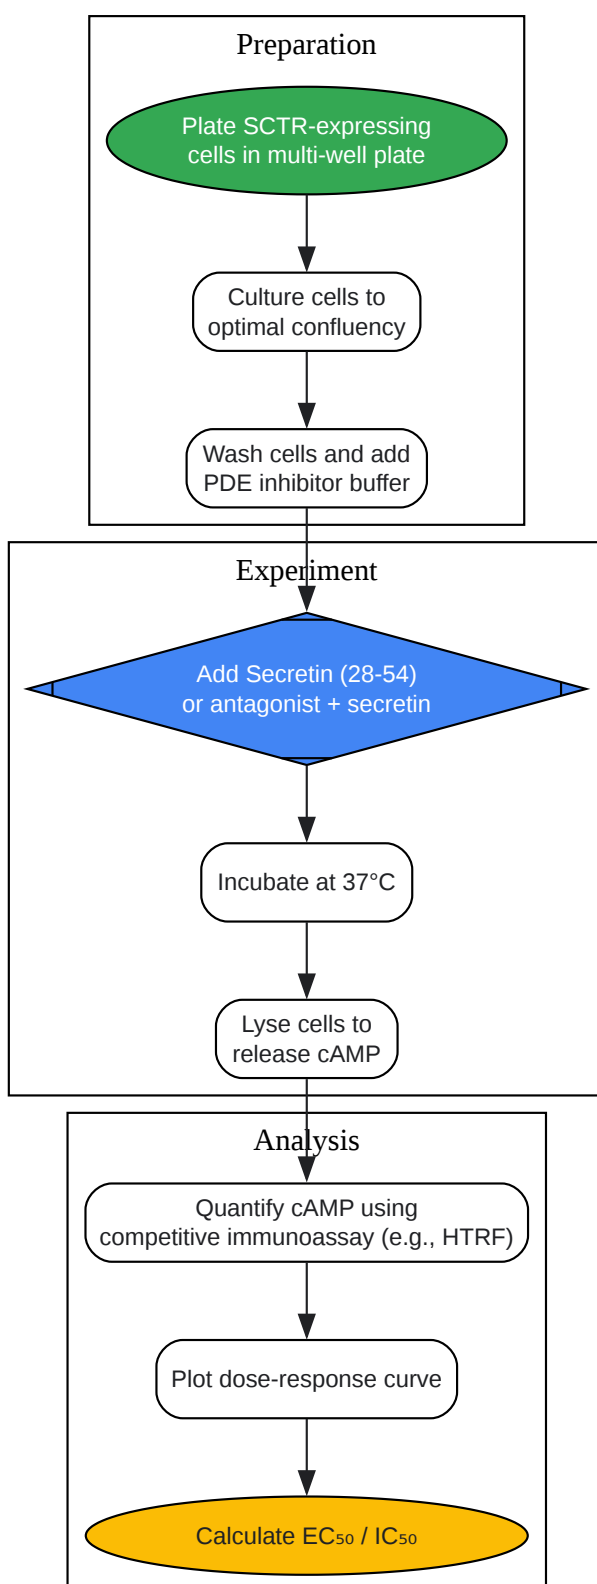 Preparation
Plate SCTR-expressing
cells in multi-well plate
Culture cells to
optimal confluency
Wash cells and add
PDE inhibitor buffer
Experiment
Add Secretin (28-54)
or antagonist + secretin
Incubate at 37°C
Lyse cells to
release cAMP
Analysis
Quantify cAMP using
competitive immunoassay (e.g., HTRF)
Plot dose-response curve
Calculate EC₅₀ / IC₅₀